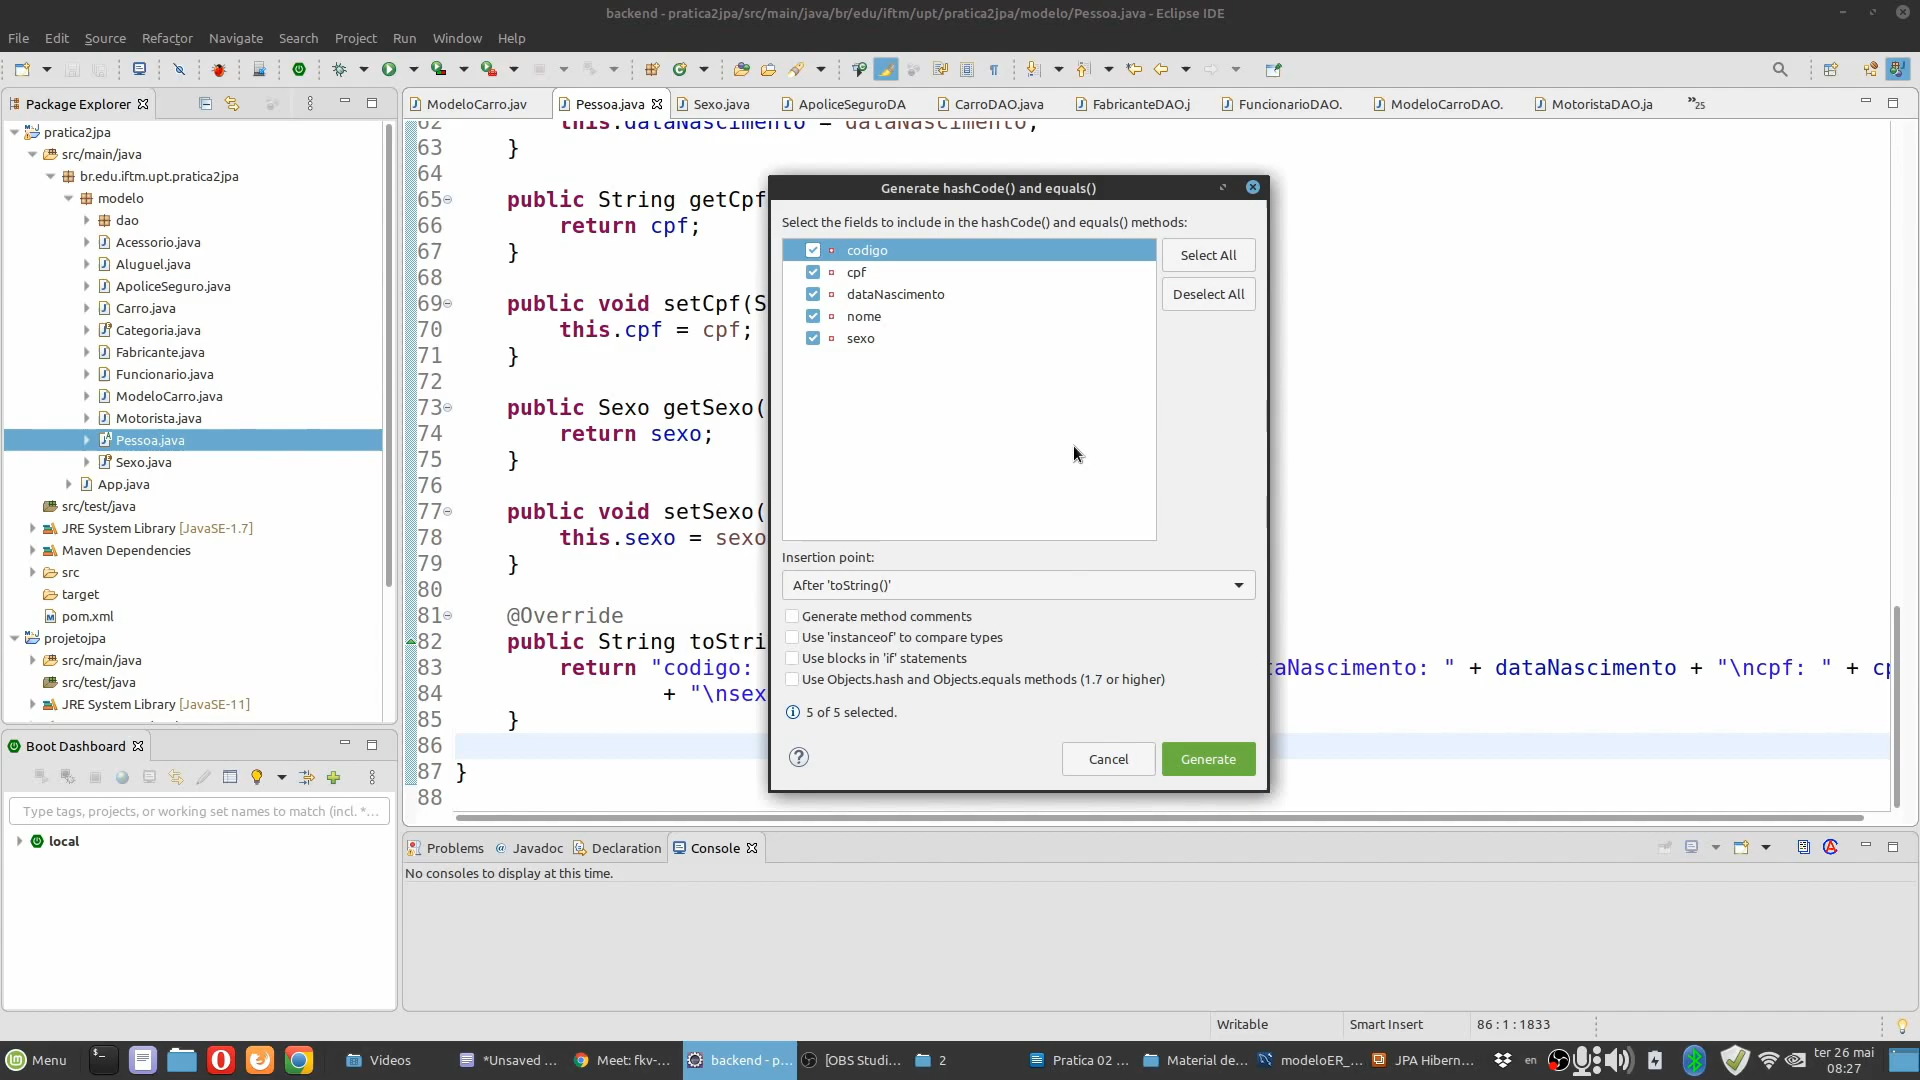 backend - pratica2jpa/src/main/java/br/edu/iftm/upt/pratica2jpa/modelo/Pessoa.java - Eclipse IDE
File Edit Source Refactor Navigate Search Project Run Window Help
Package Explorer
ModeloCarro.jav Pessoa.java Sexo.java ApoliceSeguroDA CarroDAO.java FabricanteDAO.j FuncionarioDAO. ModeloCarroDAO. MotoristaDAO.ja »25
pratica2jpa
src/main/java
br.edu.iftm.upt.pratica2jpa
modelo
dao
Acessorio.java
Aluguel.java
ApoliceSeguro.java
Carro.java
Categoria.java
Fabricante.java
Funcionario.java
ModeloCarro.java
Motorista.java
Pessoa.java
Sexo.java
App.java
src/test/java
JRE System Library [JavaSE-1.7]
Maven Dependencies
src
target
pom.xml
projetojpa
src/main/java
src/test/java
JRE System Library [JavaSE-11]
62 this.dataNascimento = dataNascimento;
63 }
64
65 public String getCpf
66 return cpf;
67 }
68
69 public void setCpf(S
70 this.cpf = cpf;
71 }
72
73 public Sexo getSexo(
74 return sexo;
75 }
76
77 public void setSexo(
78 this.sexo = sexo
79 }
80
81 @Override
82 public String toStri
83 return "codigo: taNascimento: " + dataNascimento + "\ncpf: " + cp
84 + "\nsex
85 }
86
87 }
88
Generate hashCode() and equals()
Select the fields to include in the hashCode() and equals() methods:
codigo
cpf
dataNascimento
nome
sexo
Select All
Deselect All
Insertion point:
After 'toString()'
Generate method comments
Use 'instanceof' to compare types
Use blocks in 'if' statements
Use Objects.hash and Objects.equals methods (1.7 or higher)
5 of 5 selected.
? Cancel Generate
Boot Dashboard
Type tags, projects, or working set names to match (incl. *...
local
Problems @ Javadoc Declaration Console
No consoles to display at this time.
Writable Smart Insert 86 : 1 : 1833
Menu Videos *Unsaved ... Meet: fkv-... backend - p... [OBS Studi... 2 Pratica 02 ... Material de... modeloER_... JPA Hibern... en ter 26 mai
08:27